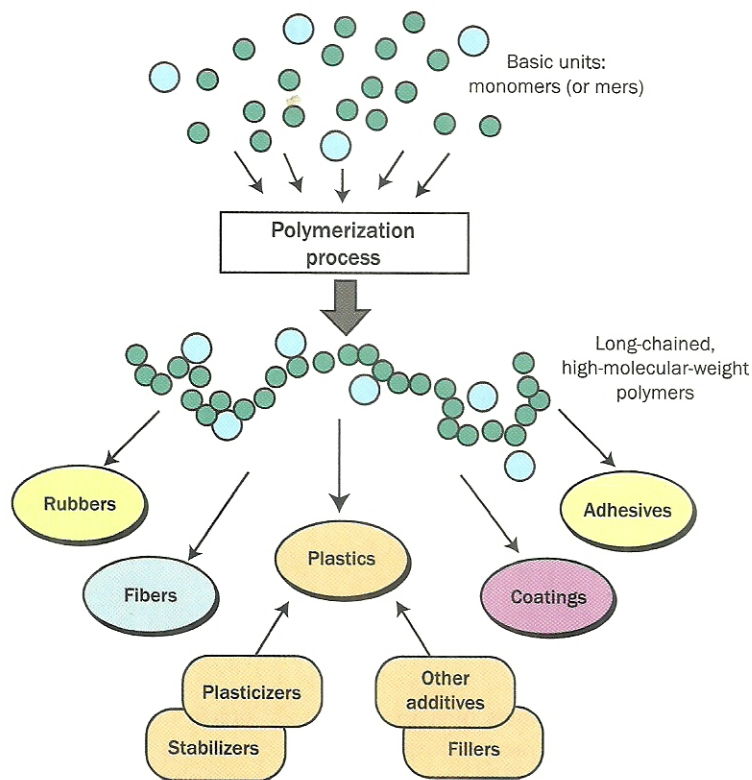 Basic units:
monomers (or mers)
Polymerization
process
Long-chained,
high-molecular-weight
polymers
Rubbers
Adhesives
Plastics
Fibers
Coatings
Plasticizers
Other
additives
Stabilizers
Fillers